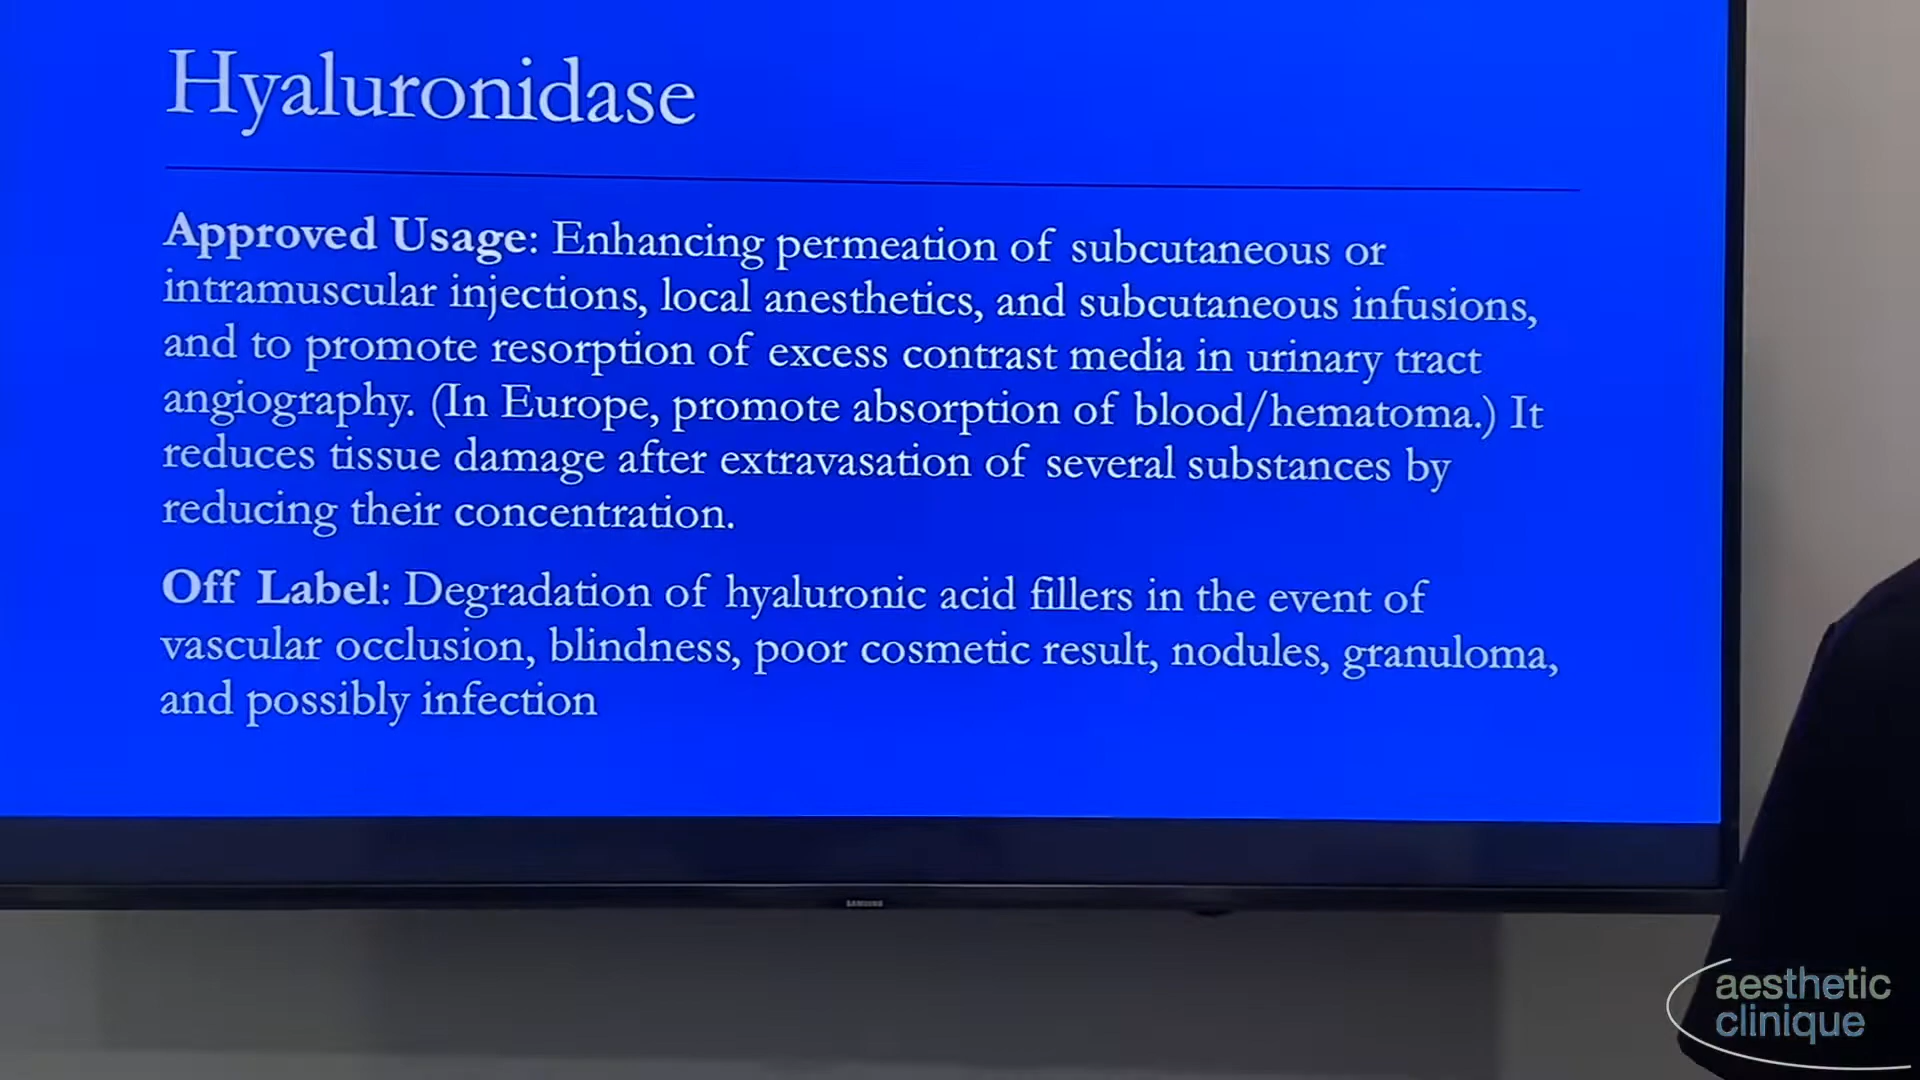 Hyaluronidase
Approved Usage: Enhancing permeation of subcutaneous or
intramuscular injections, local anesthetics, and subcutaneous infusions,
and to promote resorption of excess contrast media in urinary tract
angiography. (In Europe, promote absorption of blood/hematoma.) It
reduces tissue damage after extravasation of several substances by
reducing their concentration.
Off Label: Degradation of hyaluronic acid fillers in the event of
vascular occlusion, blindness, poor cosmetic result, nodules, granuloma,
and possibly infection
SAMSUNG
aesthetic
clinique